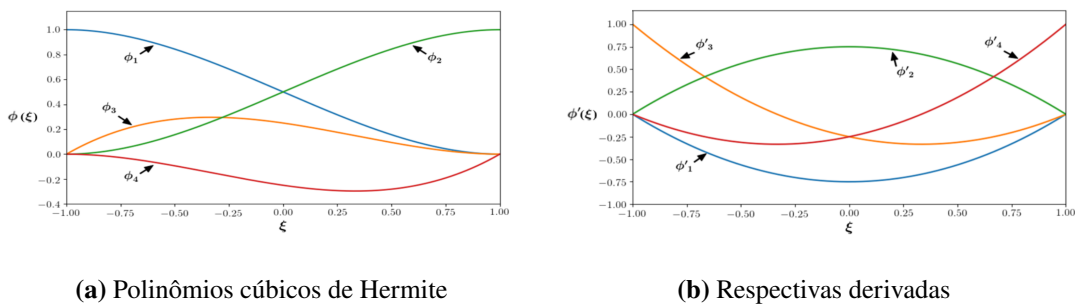 1.0
0.8
0.6
0.4
0.2
0.0
−0.2
−0.4
ϕ(ξ)
ϕ₁
ϕ₂
ϕ₃
ϕ₄
−1.00 −0.75 −0.50 −0.25 0.00 0.25 0.50 0.75 1.00
ξ
(a) Polinômios cúbicos de Hermite
1.00
0.75
0.50
0.25
0.00
−0.25
−0.50
−0.75
−1.00
ϕ′(ξ)
ϕ′₃
ϕ′₄
ϕ′₂
ϕ′₁
−1.00 −0.75 −0.50 −0.25 0.00 0.25 0.50 0.75 1.00
ξ
(b) Respectivas derivadas